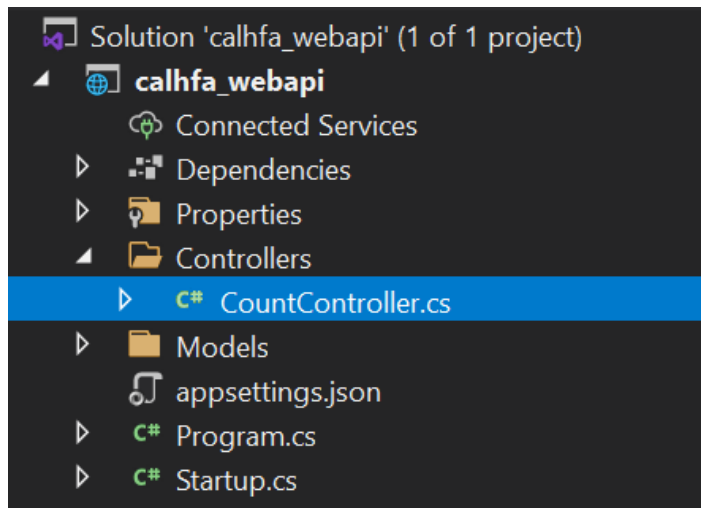 Solution 'calhfa_webapi' (1 of 1 project)
calhfa_webapi
Connected Services
Dependencies
Properties
Controllers
C# CountController.cs
Models
appsettings.json
C# Program.cs
C# Startup.cs